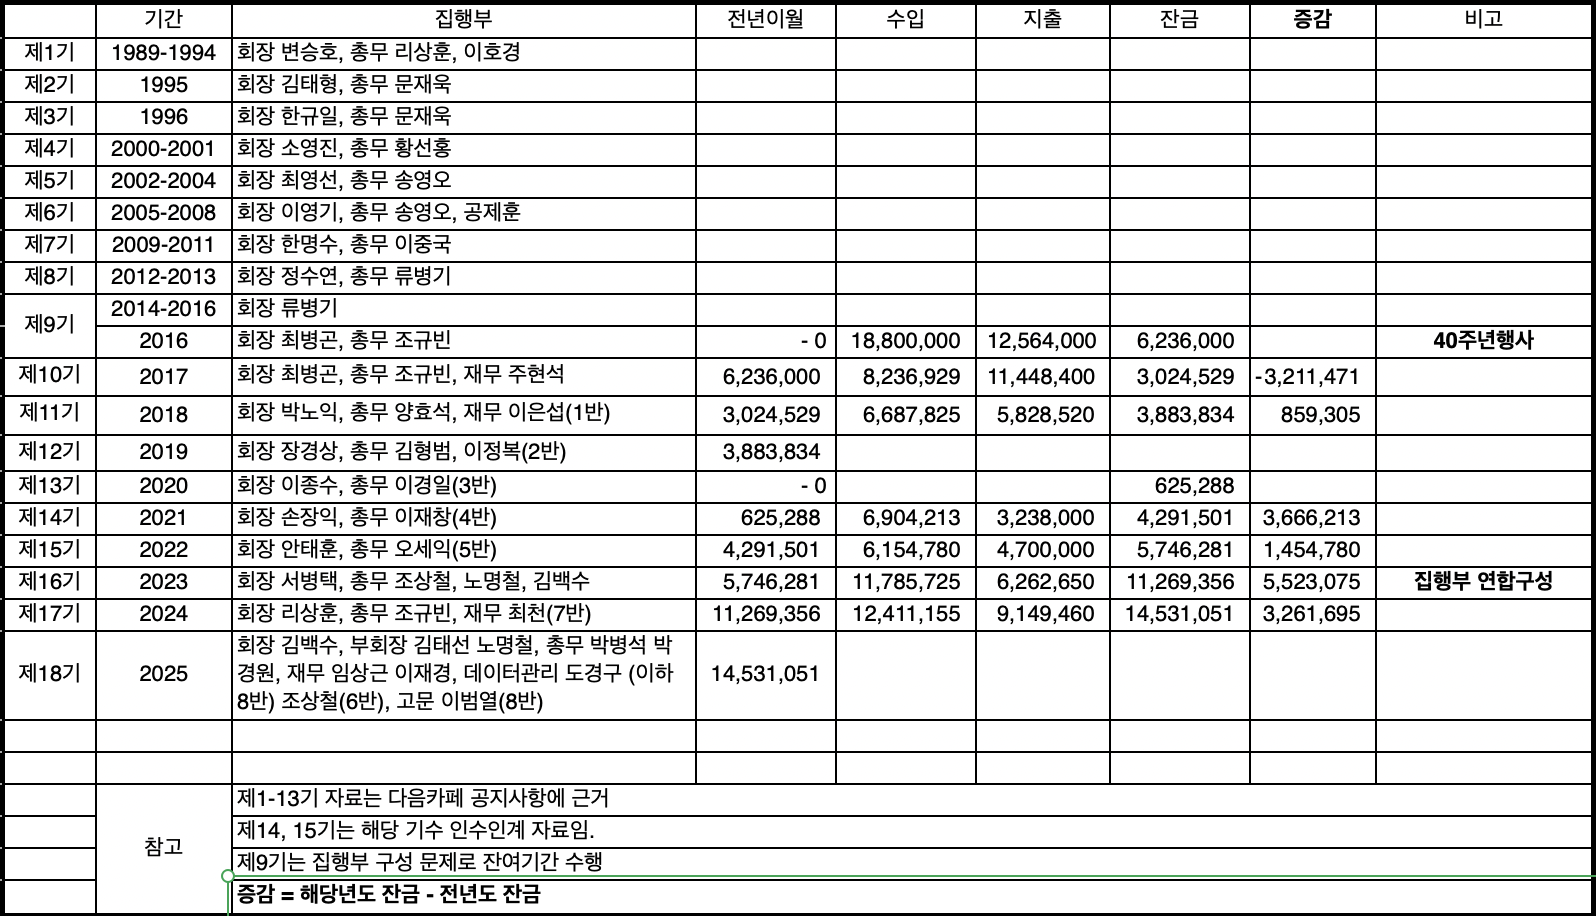 기간 집행부 전년이월 수입 지출 잔금 증감 비고
제1기 1989-1994 회장 변승호, 총무 리상훈, 이호경
제2기 1995 회장 김태형, 총무 문재욱
제3기 1996 회장 한규일, 총무 문재욱
제4기 2000-2001 회장 소영진, 총무 황선홍
제5기 2002-2004 회장 최영선, 총무 송영오
제6기 2005-2008 회장 이영기, 총무 송영오, 공제훈
제7기 2009-2011 회장 한명수, 총무 이중국
제8기 2012-2013 회장 정수연, 총무 류병기
제9기 2014-2016 회장 류병기
2016 회장 최병곤, 총무 조규빈 - 0 18,800,000 12,564,000 6,236,000 40주년행사
제10기 2017 회장 최병곤, 총무 조규빈, 재무 주현석 6,236,000 8,236,929 11,448,400 3,024,529 -3,211,471
제11기 2018 회장 박노익, 총무 양효석, 재무 이은섭(1반) 3,024,529 6,687,825 5,828,520 3,883,834 859,305
제12기 2019 회장 장경상, 총무 김형범, 이정복(2반) 3,883,834
제13기 2020 회장 이종수, 총무 이경일(3반) - 0 625,288
제14기 2021 회장 손장익, 총무 이재창(4반) 625,288 6,904,213 3,238,000 4,291,501 3,666,213
제15기 2022 회장 안태훈, 총무 오세익(5반) 4,291,501 6,154,780 4,700,000 5,746,281 1,454,780
제16기 2023 회장 서병택, 총무 조상철, 노명철, 김백수 5,746,281 11,785,725 6,262,650 11,269,356 5,523,075 집행부 연합구성
제17기 2024 회장 리상훈, 총무 조규빈, 재무 최천(7반) 11,269,356 12,411,155 9,149,460 14,531,051 3,261,695
제18기 2025 회장 김백수, 부회장 김태선 노명철, 총무 박병석 박
경원, 재무 임상근 이재경, 데이터관리 도경구 (이하 14,531,051
8반) 조상철(6반), 고문 이범열(8반)
참고 제1-13기 자료는 다음카페 공지사항에 근거
제14, 15기는 해당 기수 인수인계 자료임.
제9기는 집행부 구성 문제로 잔여기간 수행
증감 = 해당년도 잔금 - 전년도 잔금